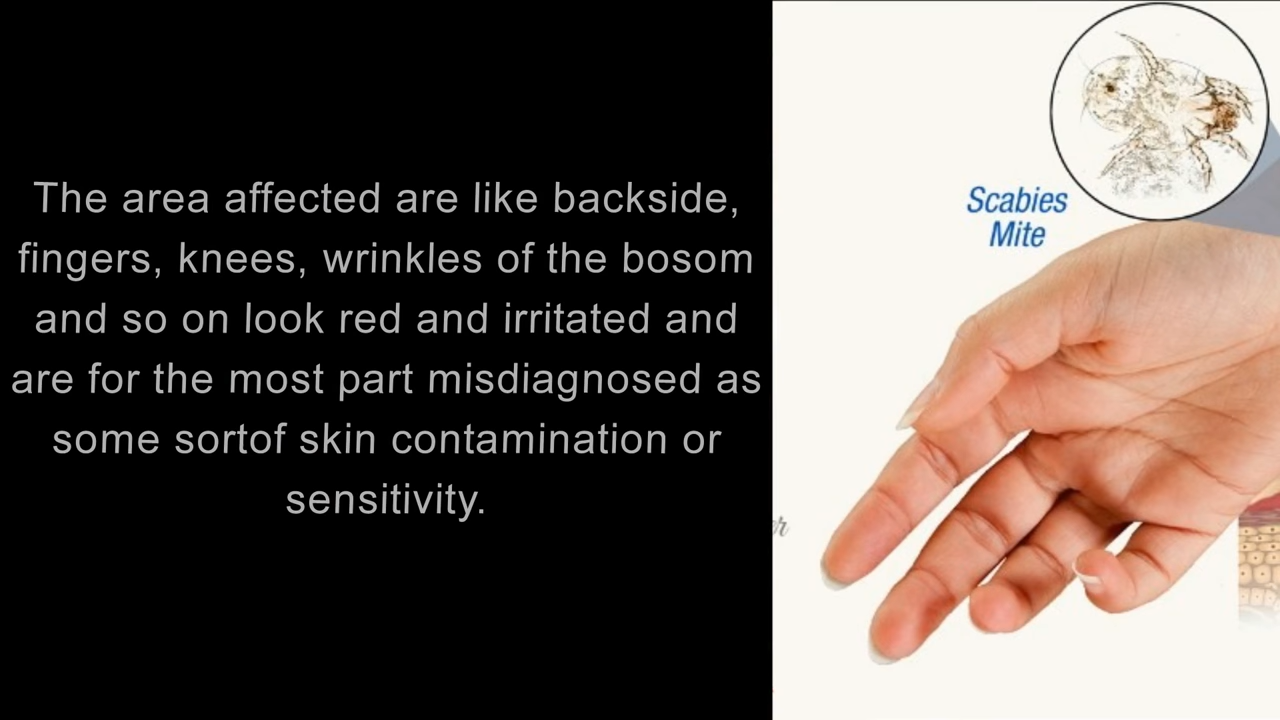 The area affected are like backside,
fingers, knees, wrinkles of the bosom
and so on look red and irritated and
are for the most part misdiagnosed as
some sortof skin contamination or
sensitivity.
Scabies
Mite